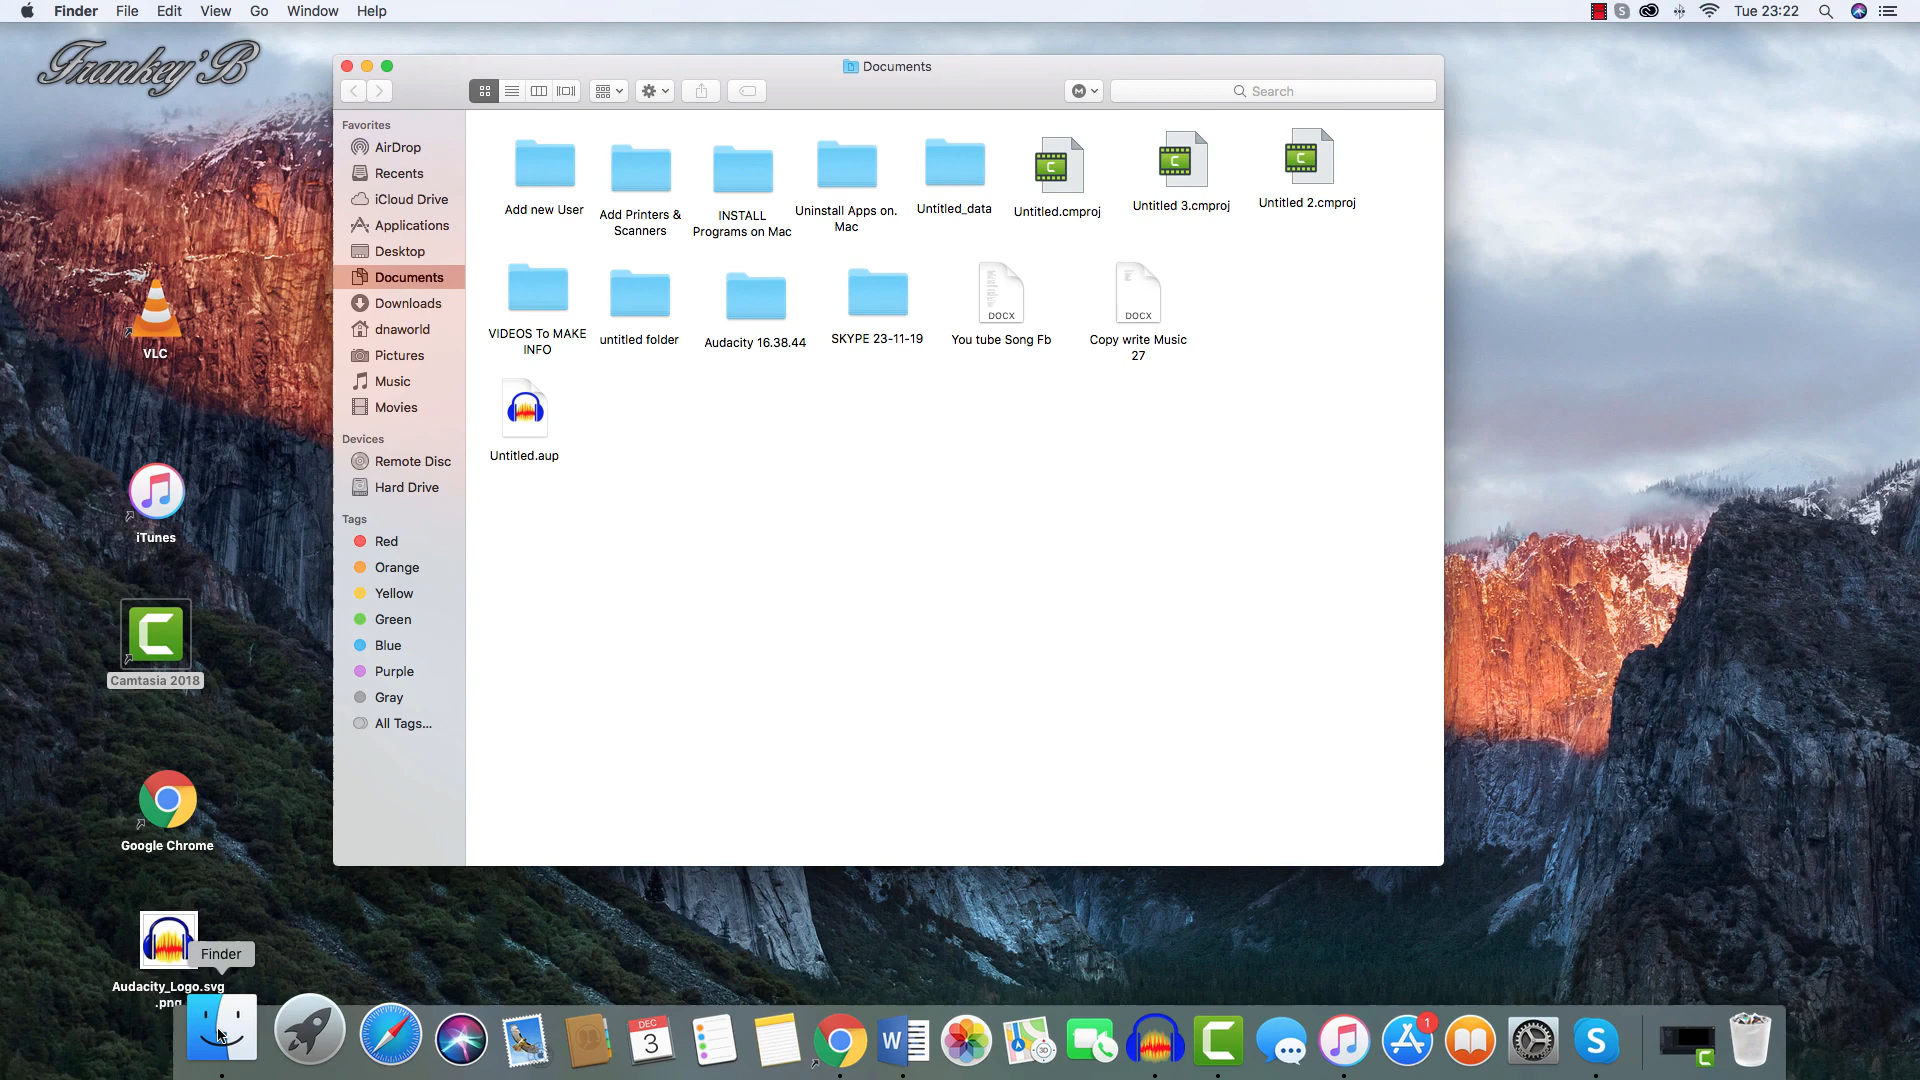 Finder File Edit View Go Window Help
S
Tue 23:22
Frankey'B
Documents
M
Search
Favorites
AirDrop
Recents
iCloud Drive
Applications
Desktop
Documents
Downloads
dnaworld
Pictures
Music
Movies
Devices
Remote Disc
Hard Drive
Tags
Red
Orange
Yellow
Green
Blue
Purple
Gray
All Tags...
Add new User
Add Printers &
Scanners
INSTALL
Programs on Mac
Uninstall Apps on.
Mac
Untitled_data
C
Untitled.cmproj
C
Untitled 3.cmproj
C
Untitled 2.cmproj
VIDEOS To MAKE
INFO
untitled folder
Audacity 16.38.44
SKYPE 23-11-19
DOCX
You tube Song Fb
DOCX
Copy write Music
27
Untitled.aup
VLC
iTunes
C
Camtasia 2018
Google Chrome
Audacity_Logo.svg
.png
Finder
DEC
3
W
3D
C
1
S
C